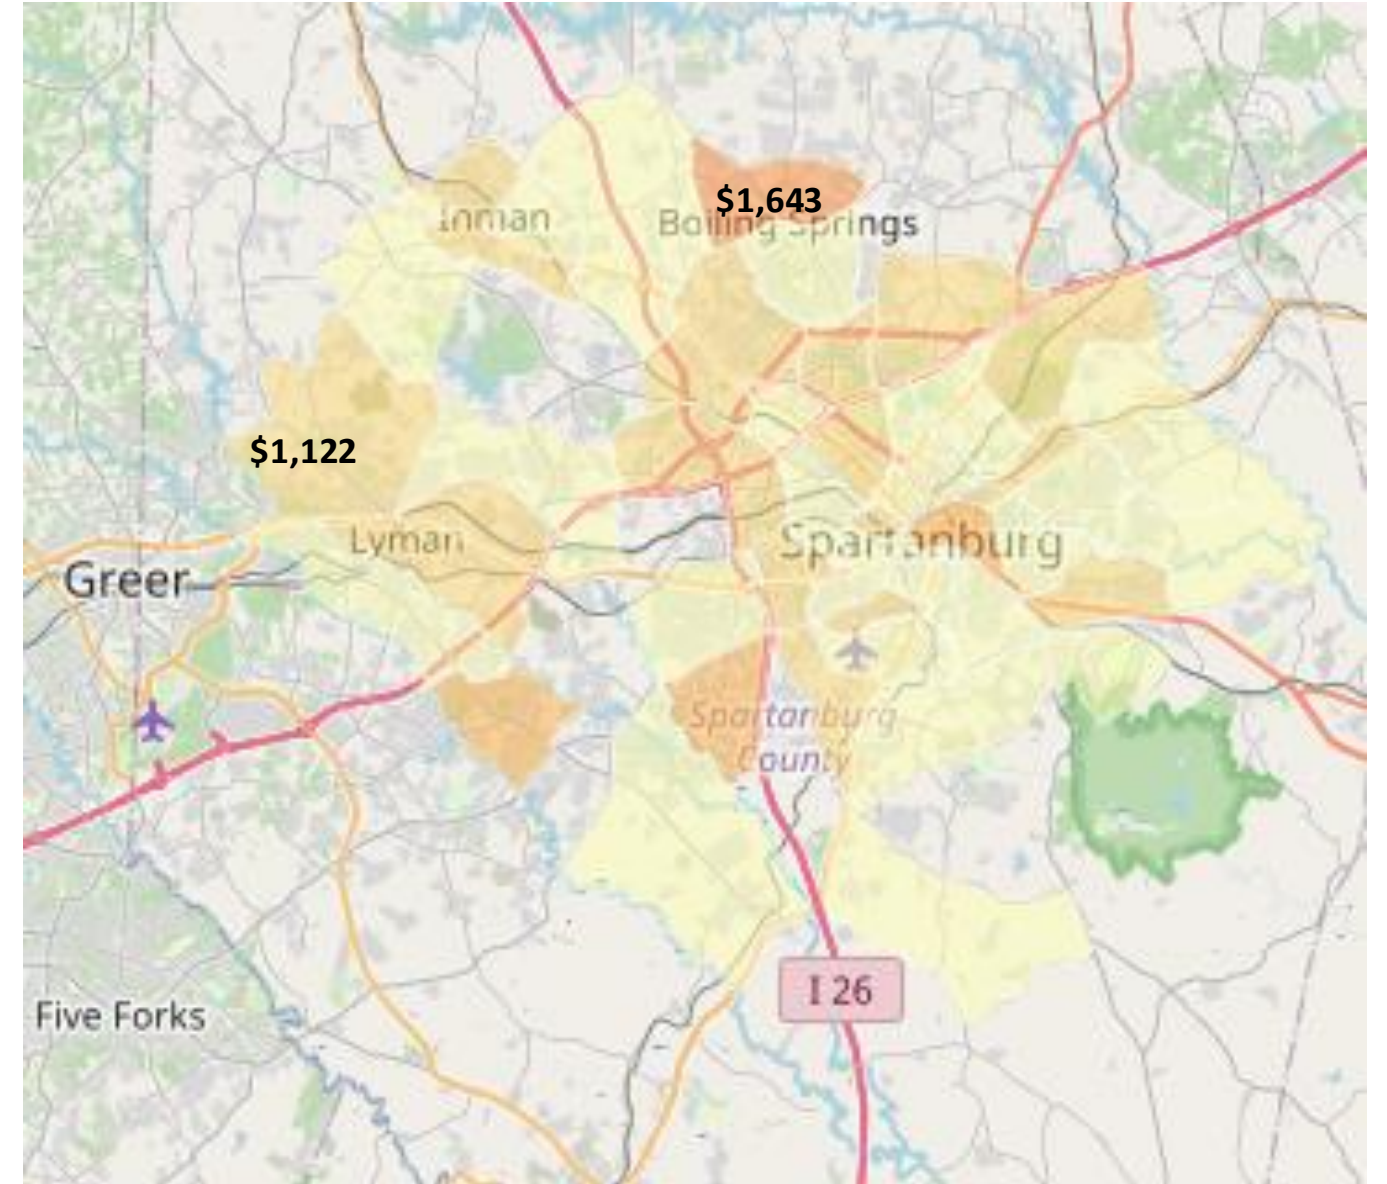 $1,643
Inman
Boiling Springs
$1,122
Lyman
Spartanburg
Greer
Spartanburg
County
I 26
Five Forks